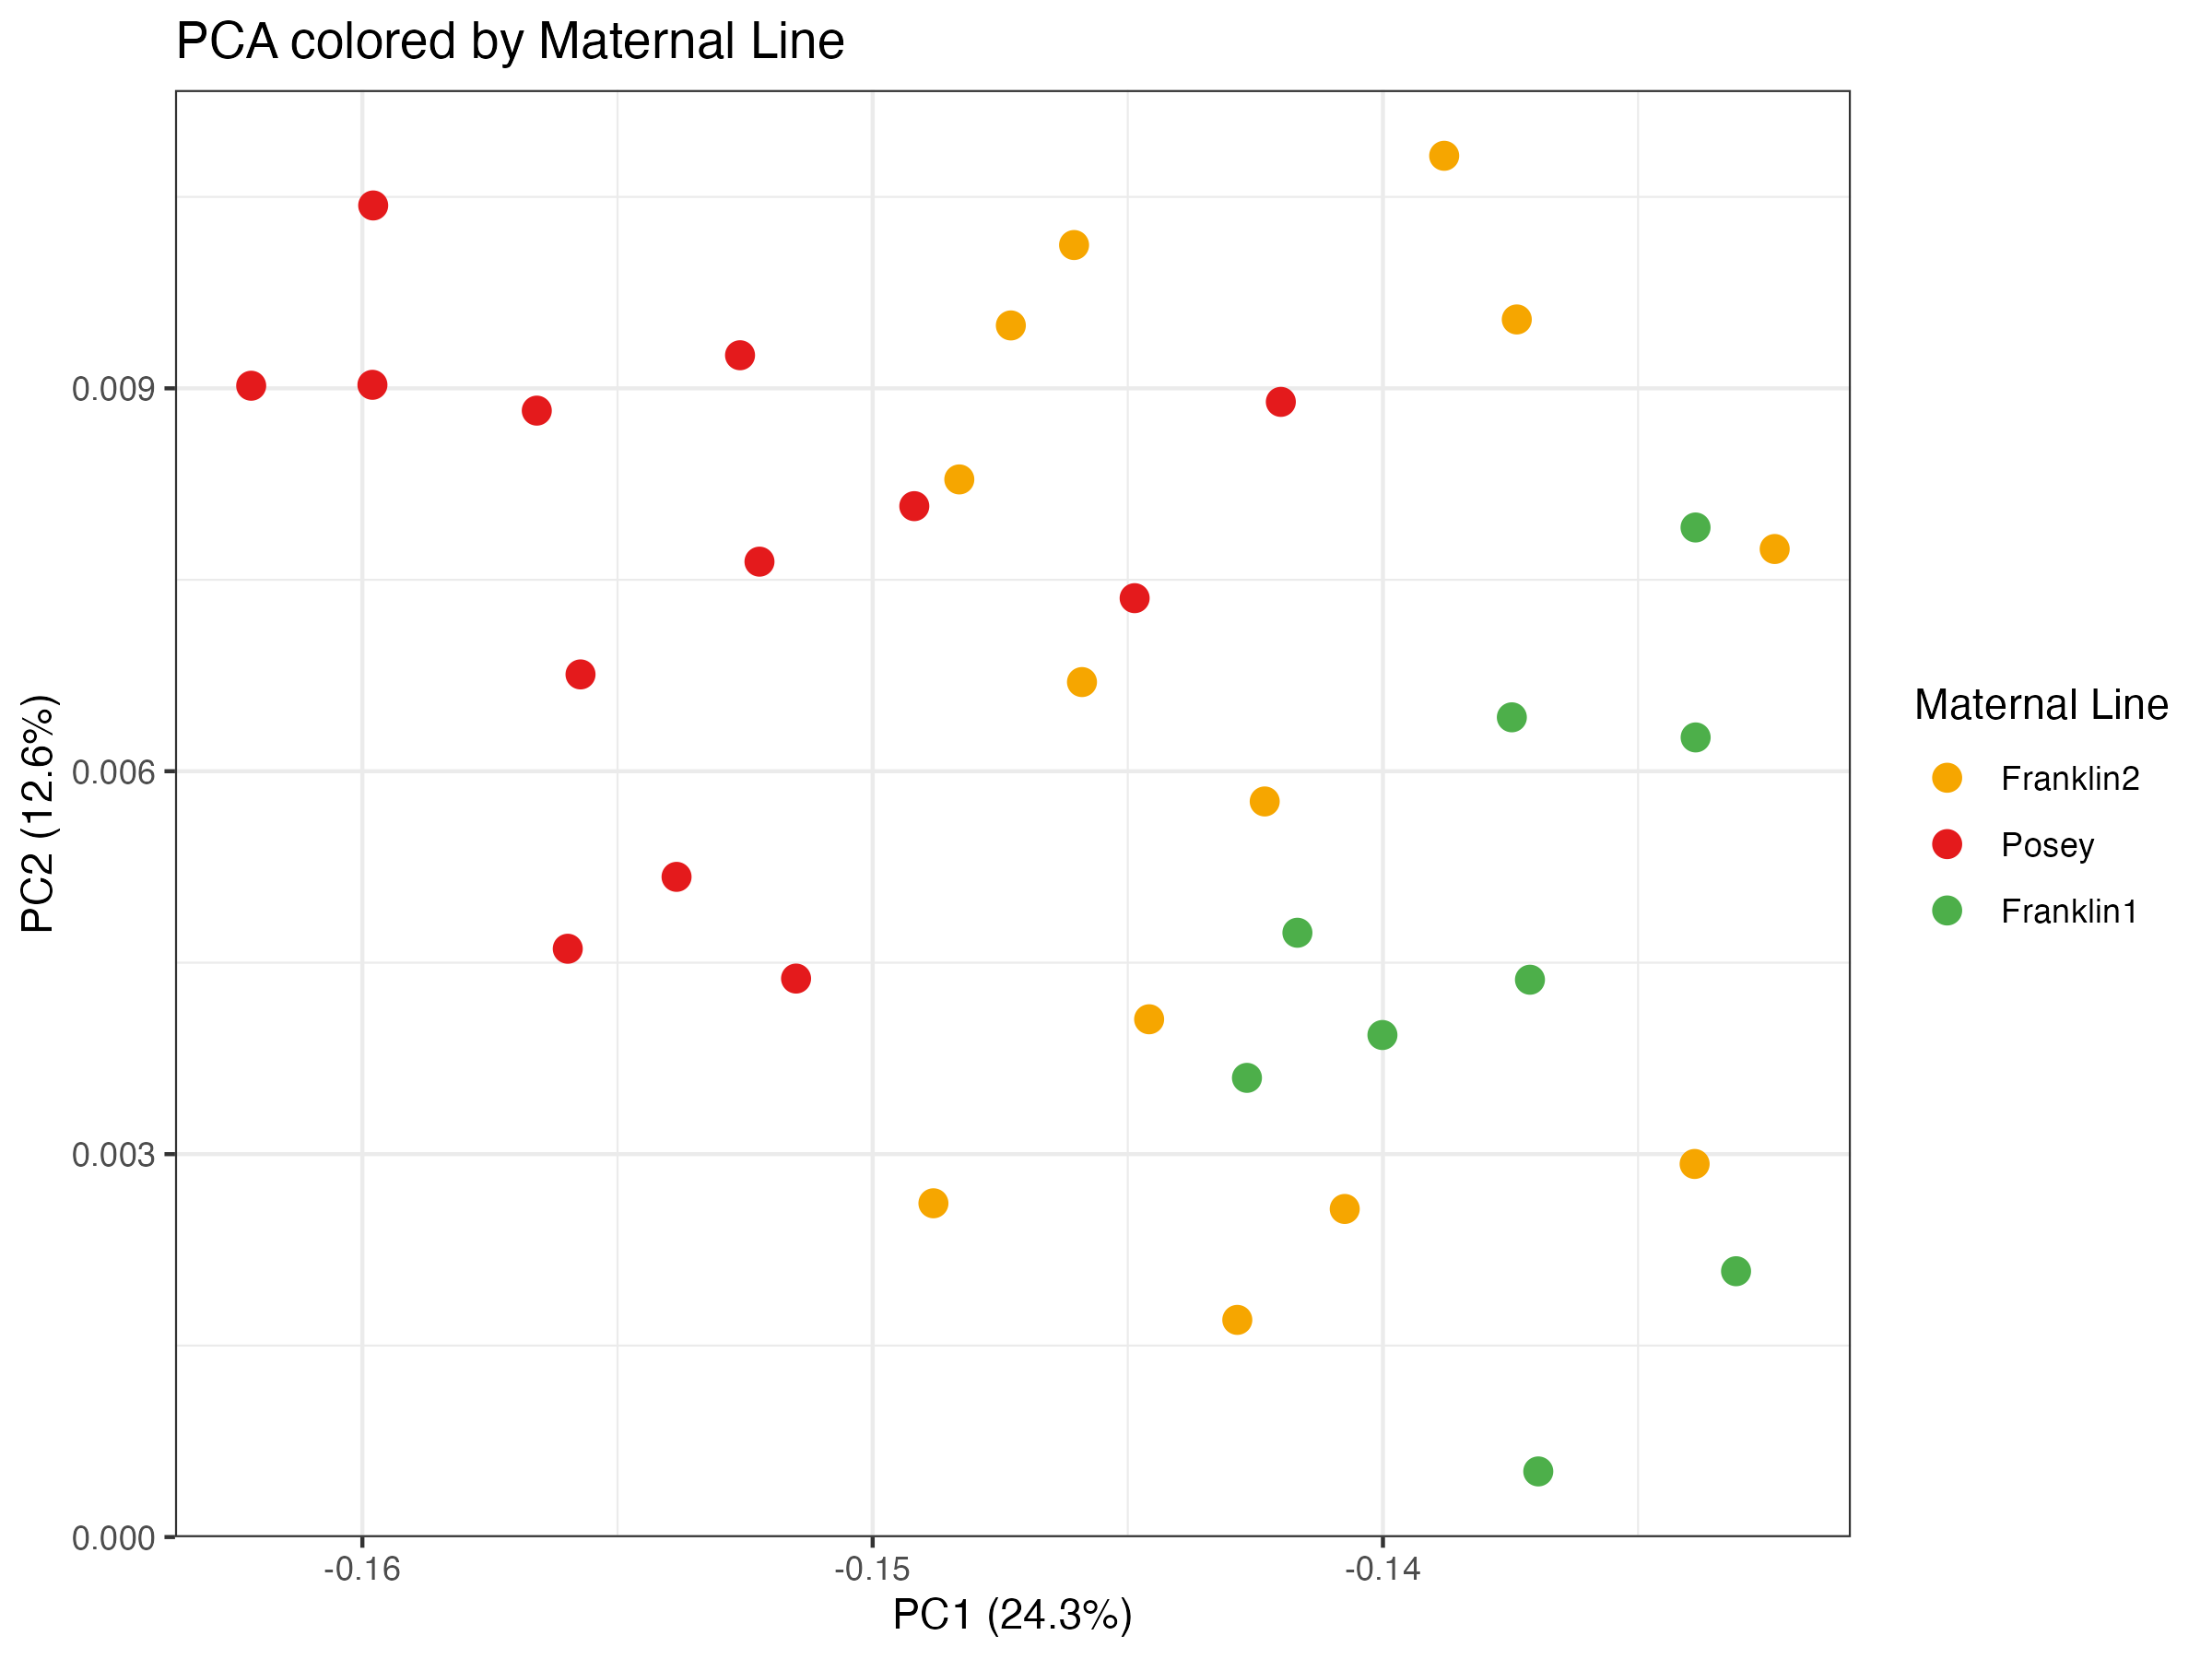 PCA colored by Maternal Line
PC2 (12.6%)
0.009
0.006
0.003
0.000
-0.16
-0.15
-0.14
PC1 (24.3%)
Maternal Line
Franklin2
Posey
Franklin1